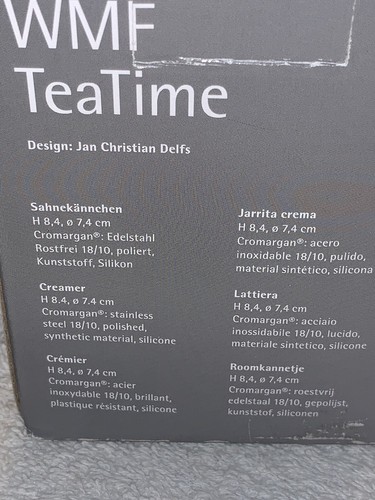 WMF
TeaTime
Design: Jan Christian Delfs
Sahnekännchen
H 8,4, ø 7,4 cm
Cromargan®: Edelstahl
Rostfrei 18/10, poliert,
Kunststoff, Silikon
Creamer
H 8.4, ø 7,4 cm
Cromargan®: stainless
steel 18/10, polished,
synthetic material, silicone
Crémier
H 8,4, ø 7,4 cm
Cromargan®: acier
inoxydable 18/10, brillant,
plastique résistant, silicone
Jarrita crema
H 8,4, ø 7,4 cm
Cromargan®: acero
inoxidable 18/10, pulido,
material sintético, silicona
Lattiera
H 8,4, ø 7,4 cm
Cromargan®: acciaio
inossidabile 18/10, lucido,
materiale sintetico, silicone
Roomkannetje
H 8,4, ø 7,4 cm
Cromargan®: roestvrij
edelstaal 18/10, gepolijst,
kunststof, siliconen